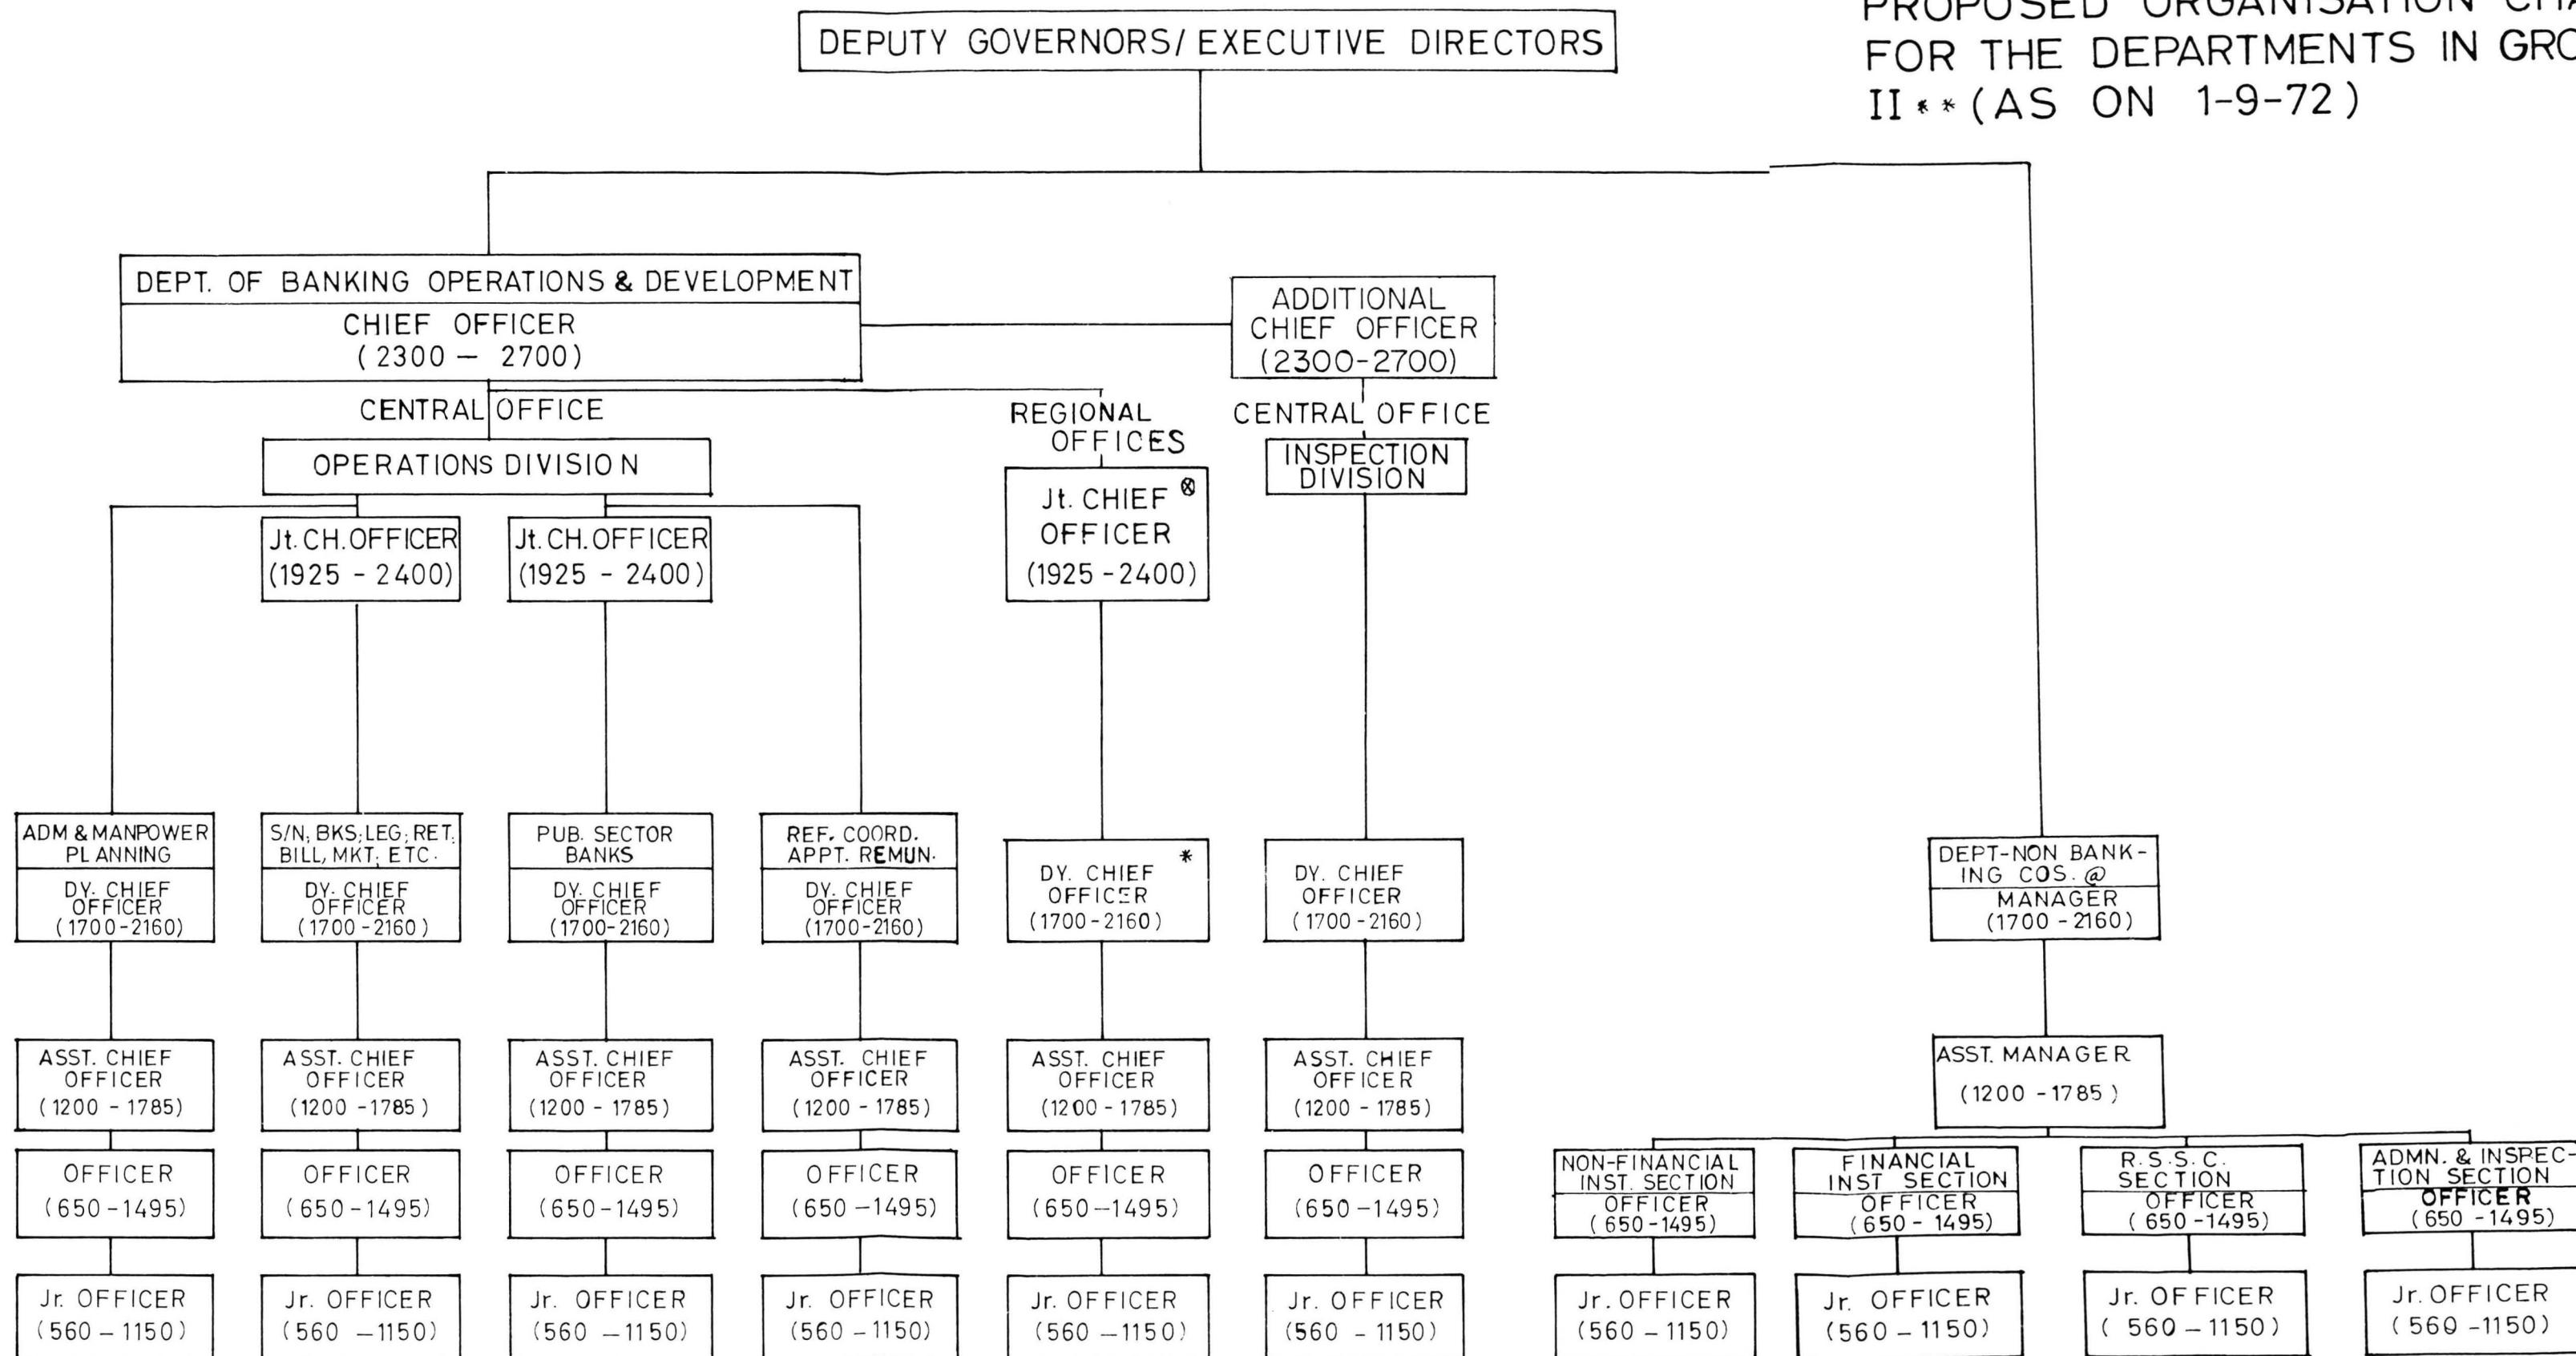 PROPOSED ORGANISATION
FOR THE DEPARTMENTS IN
II**(AS ON 1-9-72)
DEPUTY GOVERNORS/EXECUTIVE DIRECTORS
DEPT. OF BANKING OPERATIONS & DEVELOPMENT
CHIEF OFFICER
(2300 — 2700)
ADDITIONAL
CHIEF OFFICER
(2300-2700)
CENTRAL OFFICE
OPERATIONS DIVISION
REGIONAL
OFFICES
CENTRAL OFFICE
INSPECTION
DIVISION
Jt. CH. OFFICER
(1925 - 2400)
Jt. CH. OFFICER
(1925 - 2400)
Jt. CHIEF ⊗
OFFICER
(1925 - 2400)
ADM & MANPOWER
PLANNING
DY. CHIEF
OFFICER
(1700-2160)
S/N; BKS; LEG; RET;
BILL, MKT; ETC.
DY. CHIEF
OFFICER
(1700-2160)
PUB. SECTOR
BANKS
DY. CHIEF
OFFICER
(1700-2160)
REF. COORD.
APPT. REMUN.
DY. CHIEF
OFFICER
(1700-2160)
DY. CHIEF *
OFFICER
(1700-2160)
DY. CHIEF
OFFICER
(1700-2160)
DEPT-NON BANK-
ING COS. @
MANAGER
(1700-2160)
ASST. CHIEF
OFFICER
(1200 - 1785)
ASST. CHIEF
OFFICER
(1200 - 1785)
ASST. CHIEF
OFFICER
(1200 - 1785)
ASST. CHIEF
OFFICER
(1200 - 1785)
ASST. CHIEF
OFFICER
(1200 - 1785)
ASST. CHIEF
OFFICER
(1200 - 1785)
ASST. MANAGER
(1200 - 1785)
OFFICER
(650-1495)
OFFICER
(650-1495)
OFFICER
(650-1495)
OFFICER
(650-1495)
OFFICER
(650-1495)
OFFICER
(650-1495)
NON-FINANCIAL
INST. SECTION
OFFICER
(650-1495)
FINANCIAL
INST SECTION
OFFICER
(650-1495)
R.S.S.C.
SECTION
OFFICER
(650-1495)
ADMN. & INSPEC-
TION SECTION
OFFICER
(650-1495)
Jr. OFFICER
(560 - 1150)
Jr. OFFICER
(560 - 1150)
Jr. OFFICER
(560 - 1150)
Jr. OFFICER
(560 - 1150)
Jr. OFFICER
(560 - 1150)
Jr. OFFICER
(560 - 1150)
Jr. OFFICER
(560 - 1150)
Jr. OFFICER
(560 - 1150)
Jr. OFFICER
(560 - 1150)
Jr. OFFICER
(560 - 1150)